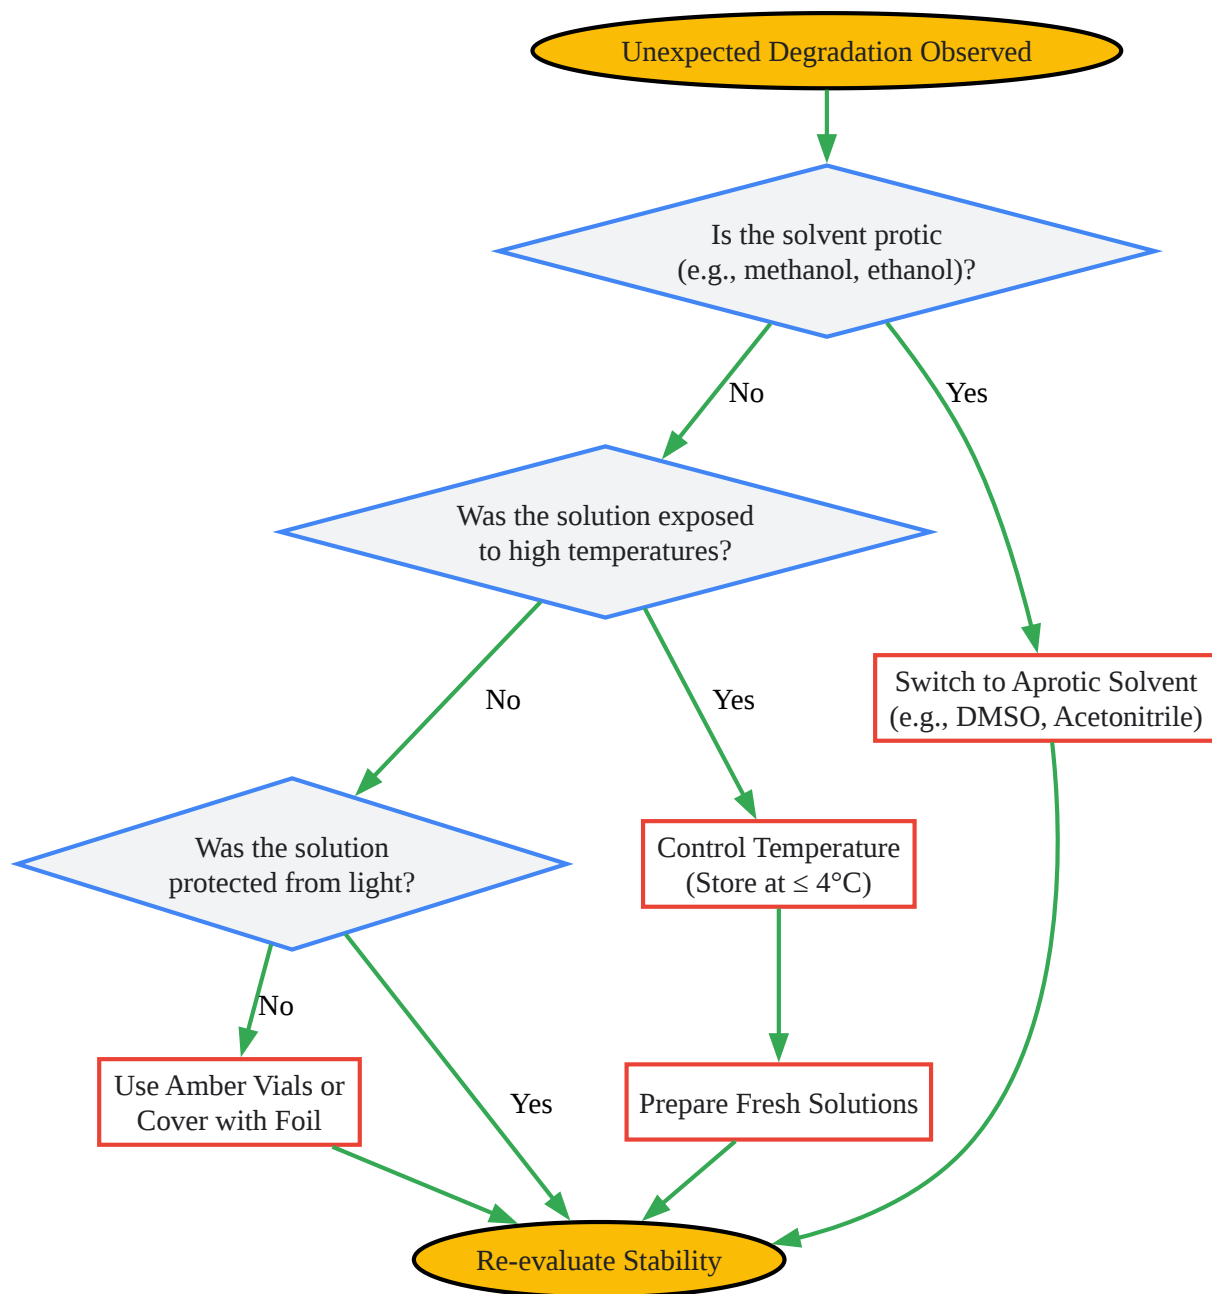 Unexpected Degradation Observed
Is the solvent protic
(e.g., methanol, ethanol)?
No
Yes
Was the solution exposed
to high temperatures?
No
Yes
Switch to Aprotic Solvent
(e.g., DMSO, Acetonitrile)
Was the solution
protected from light?
Control Temperature
(Store at ≤ 4°C)
No
Yes
Use Amber Vials or
Cover with Foil
Prepare Fresh Solutions
Re-evaluate Stability